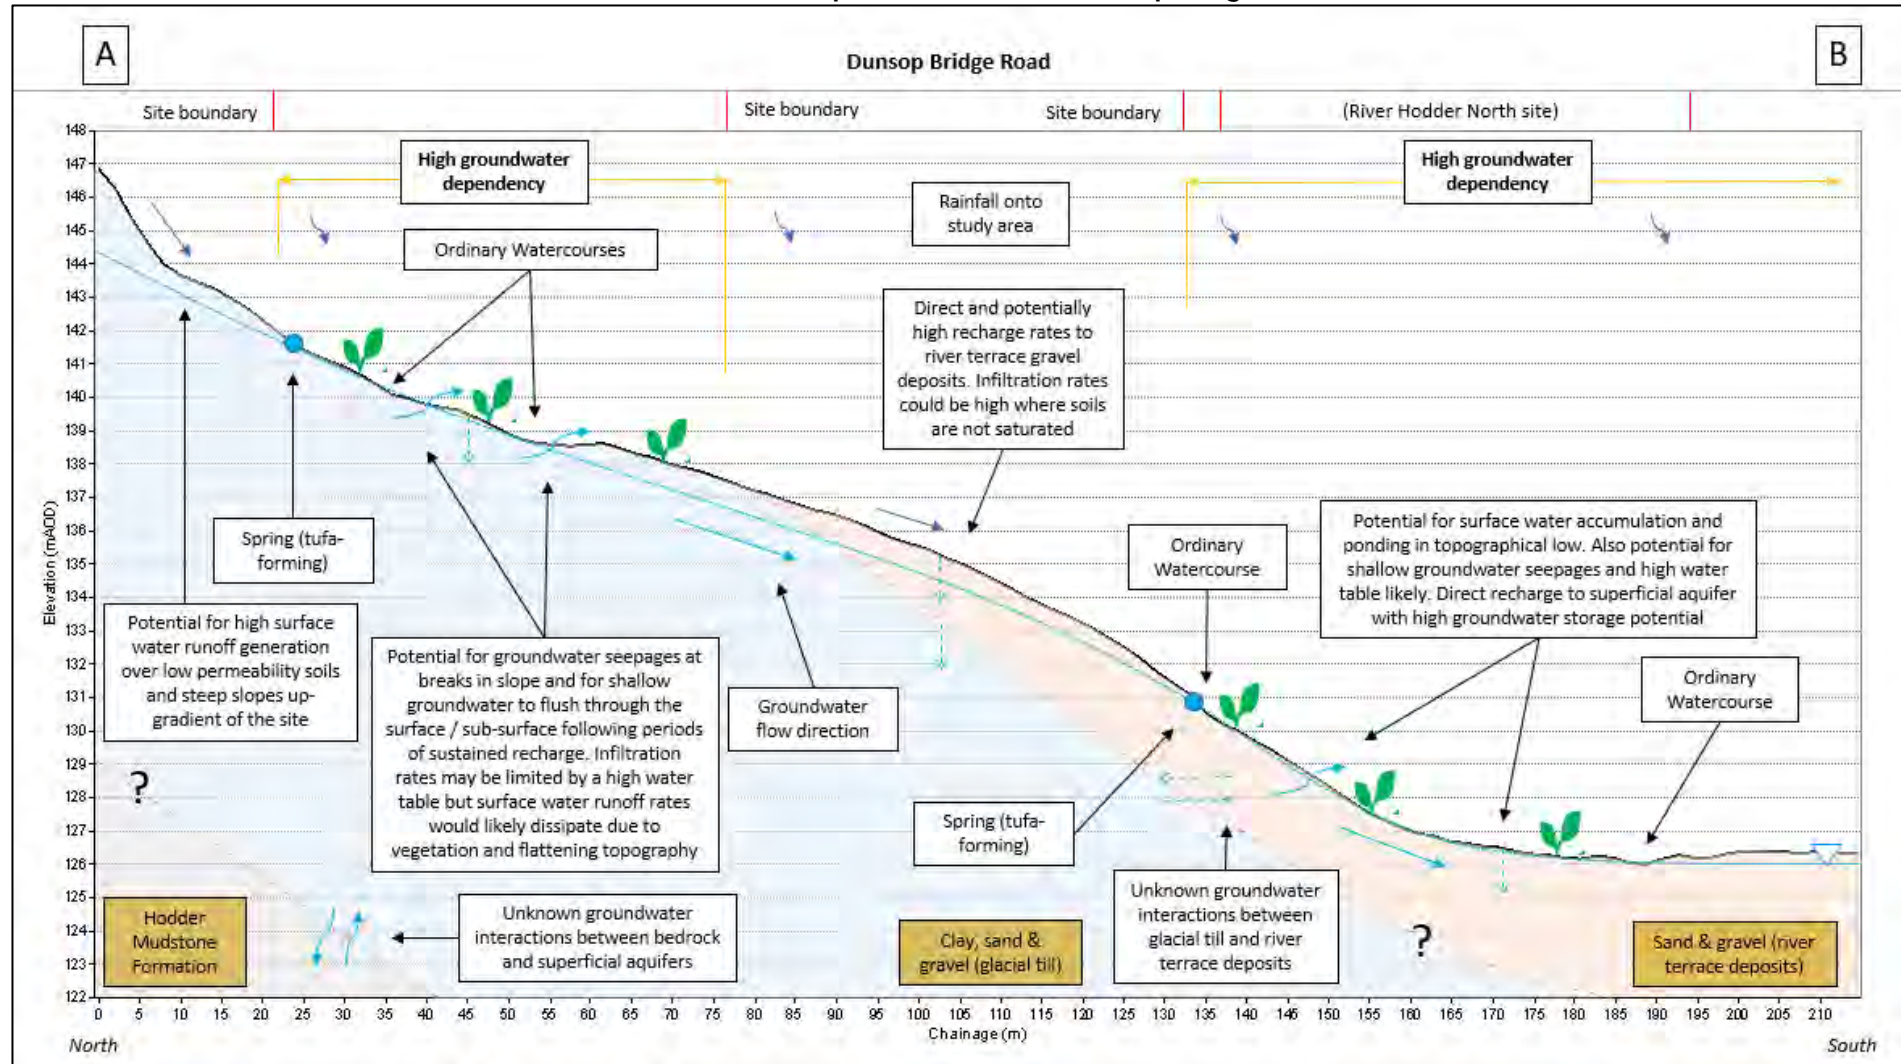 A
B
Dunsop Bridge Road
Site boundary
Site boundary
Site boundary
(River Hodder North site)
High groundwater
dependency
High groundwater
dependency
Rainfall onto
study area
Ordinary Watercourses
Direct and potentially
high recharge rates to
river terrace gravel
deposits. Infiltration rates
could be high where soils
are not saturated
Spring (tufa-
forming)
Ordinary
Watercourse
Potential for surface water accumulation and
ponding in topographical low. Also potential for
shallow groundwater seepages and high water
table likely. Direct recharge to superficial aquifer
with high groundwater storage potential
Potential for high surface
water runoff generation
over low permeability soils
and steep slopes up-
gradient of the site
Potential for groundwater seepages at
breaks in slope and for shallow
groundwater to flush through the
surface / sub-surface following periods
of sustained recharge. Infiltration
rates may be limited by a high water
table but surface water runoff rates
would likely dissipate due to
vegetation and flattening topography
Groundwater
flow direction
Ordinary
Watercourse
?
Spring (tufa-
forming)
Unknown groundwater
interactions between
glacial till and river
terrace deposits
?
Hodder
Mudstone
Formation
Unknown groundwater
interactions between bedrock
and superficial aquifers
Clay, sand &
gravel (glacial till)
Sand & gravel (river
terrace deposits)
Elevation (mAOD)
148
147
146
145
144
143
142
141
140
139
138
137
136
135
134
133
132
131
130
129
128
127
126
125
124
123
122
0 5 10 15 20 25 30 35 40 45 50 55 60 65 70 75 80 85 90 95 100 105 110 115 120 125 130 135 140 145 150 155 160 165 170 175 180 185 190 195 200 205 210
Chainage (m)
North
South